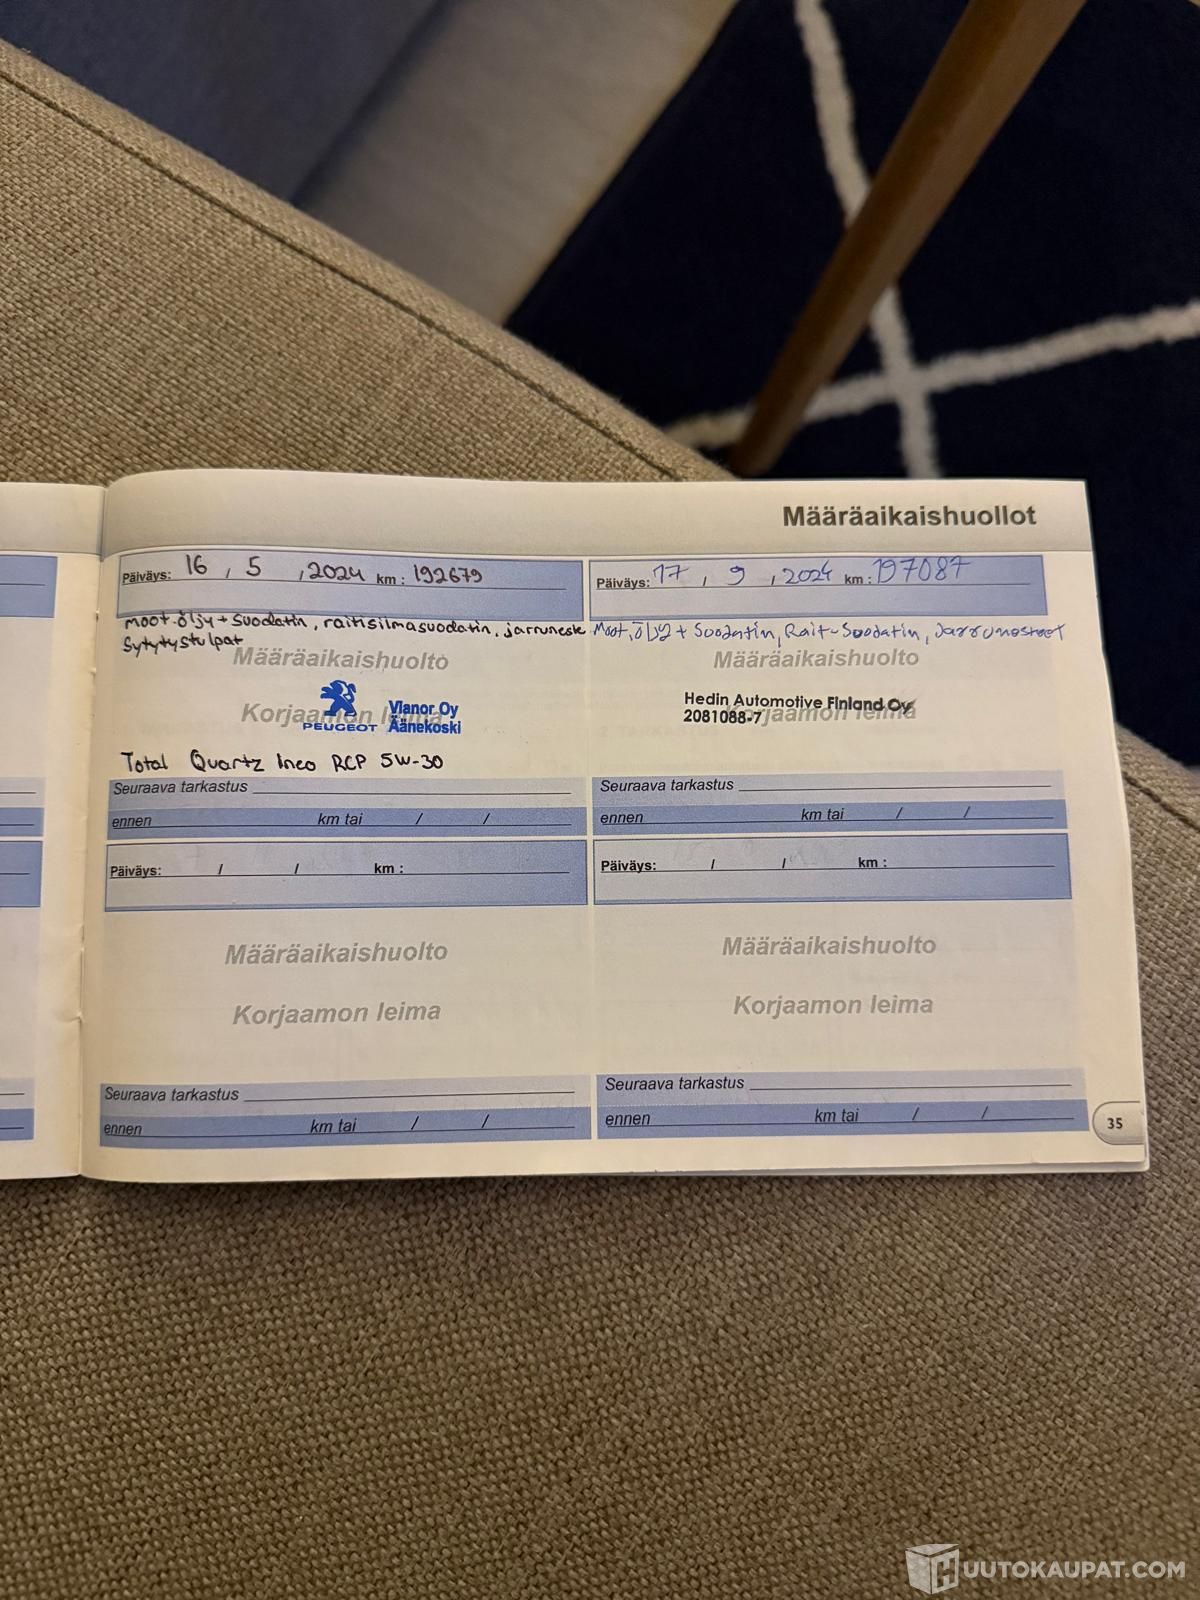 Määräaikaishuollot
Päiväys: 16 , 5 , 2024 km : 192679
moot.öljy + suodatin, raitisilmasuodatin, jarruneste
Sytytystulpat
Määräaikaishuolto
Korjaamon leima
PEUGEOT
Vianor Oy
Äänekoski
Total Quartz Ineo RCP 5W-30
Seuraava tarkastus
ennen km tai / /
Päiväys: 17 , 9 , 2024 km : 197087
Moot.öljy + Suodatin, Rait-Suodatin, Jarrunesteet
Määräaikaishuolto
Hedin Automotive Finland Oy
2081088-7
Korjaamon leima
Seuraava tarkastus
ennen km tai / /
Päiväys: / / km :
Määräaikaishuolto
Korjaamon leima
Seuraava tarkastus
ennen km tai / /
Päiväys: / / km :
Määräaikaishuolto
Korjaamon leima
Seuraava tarkastus
ennen km tai / /
35
HUUTOKAUPAT.COM